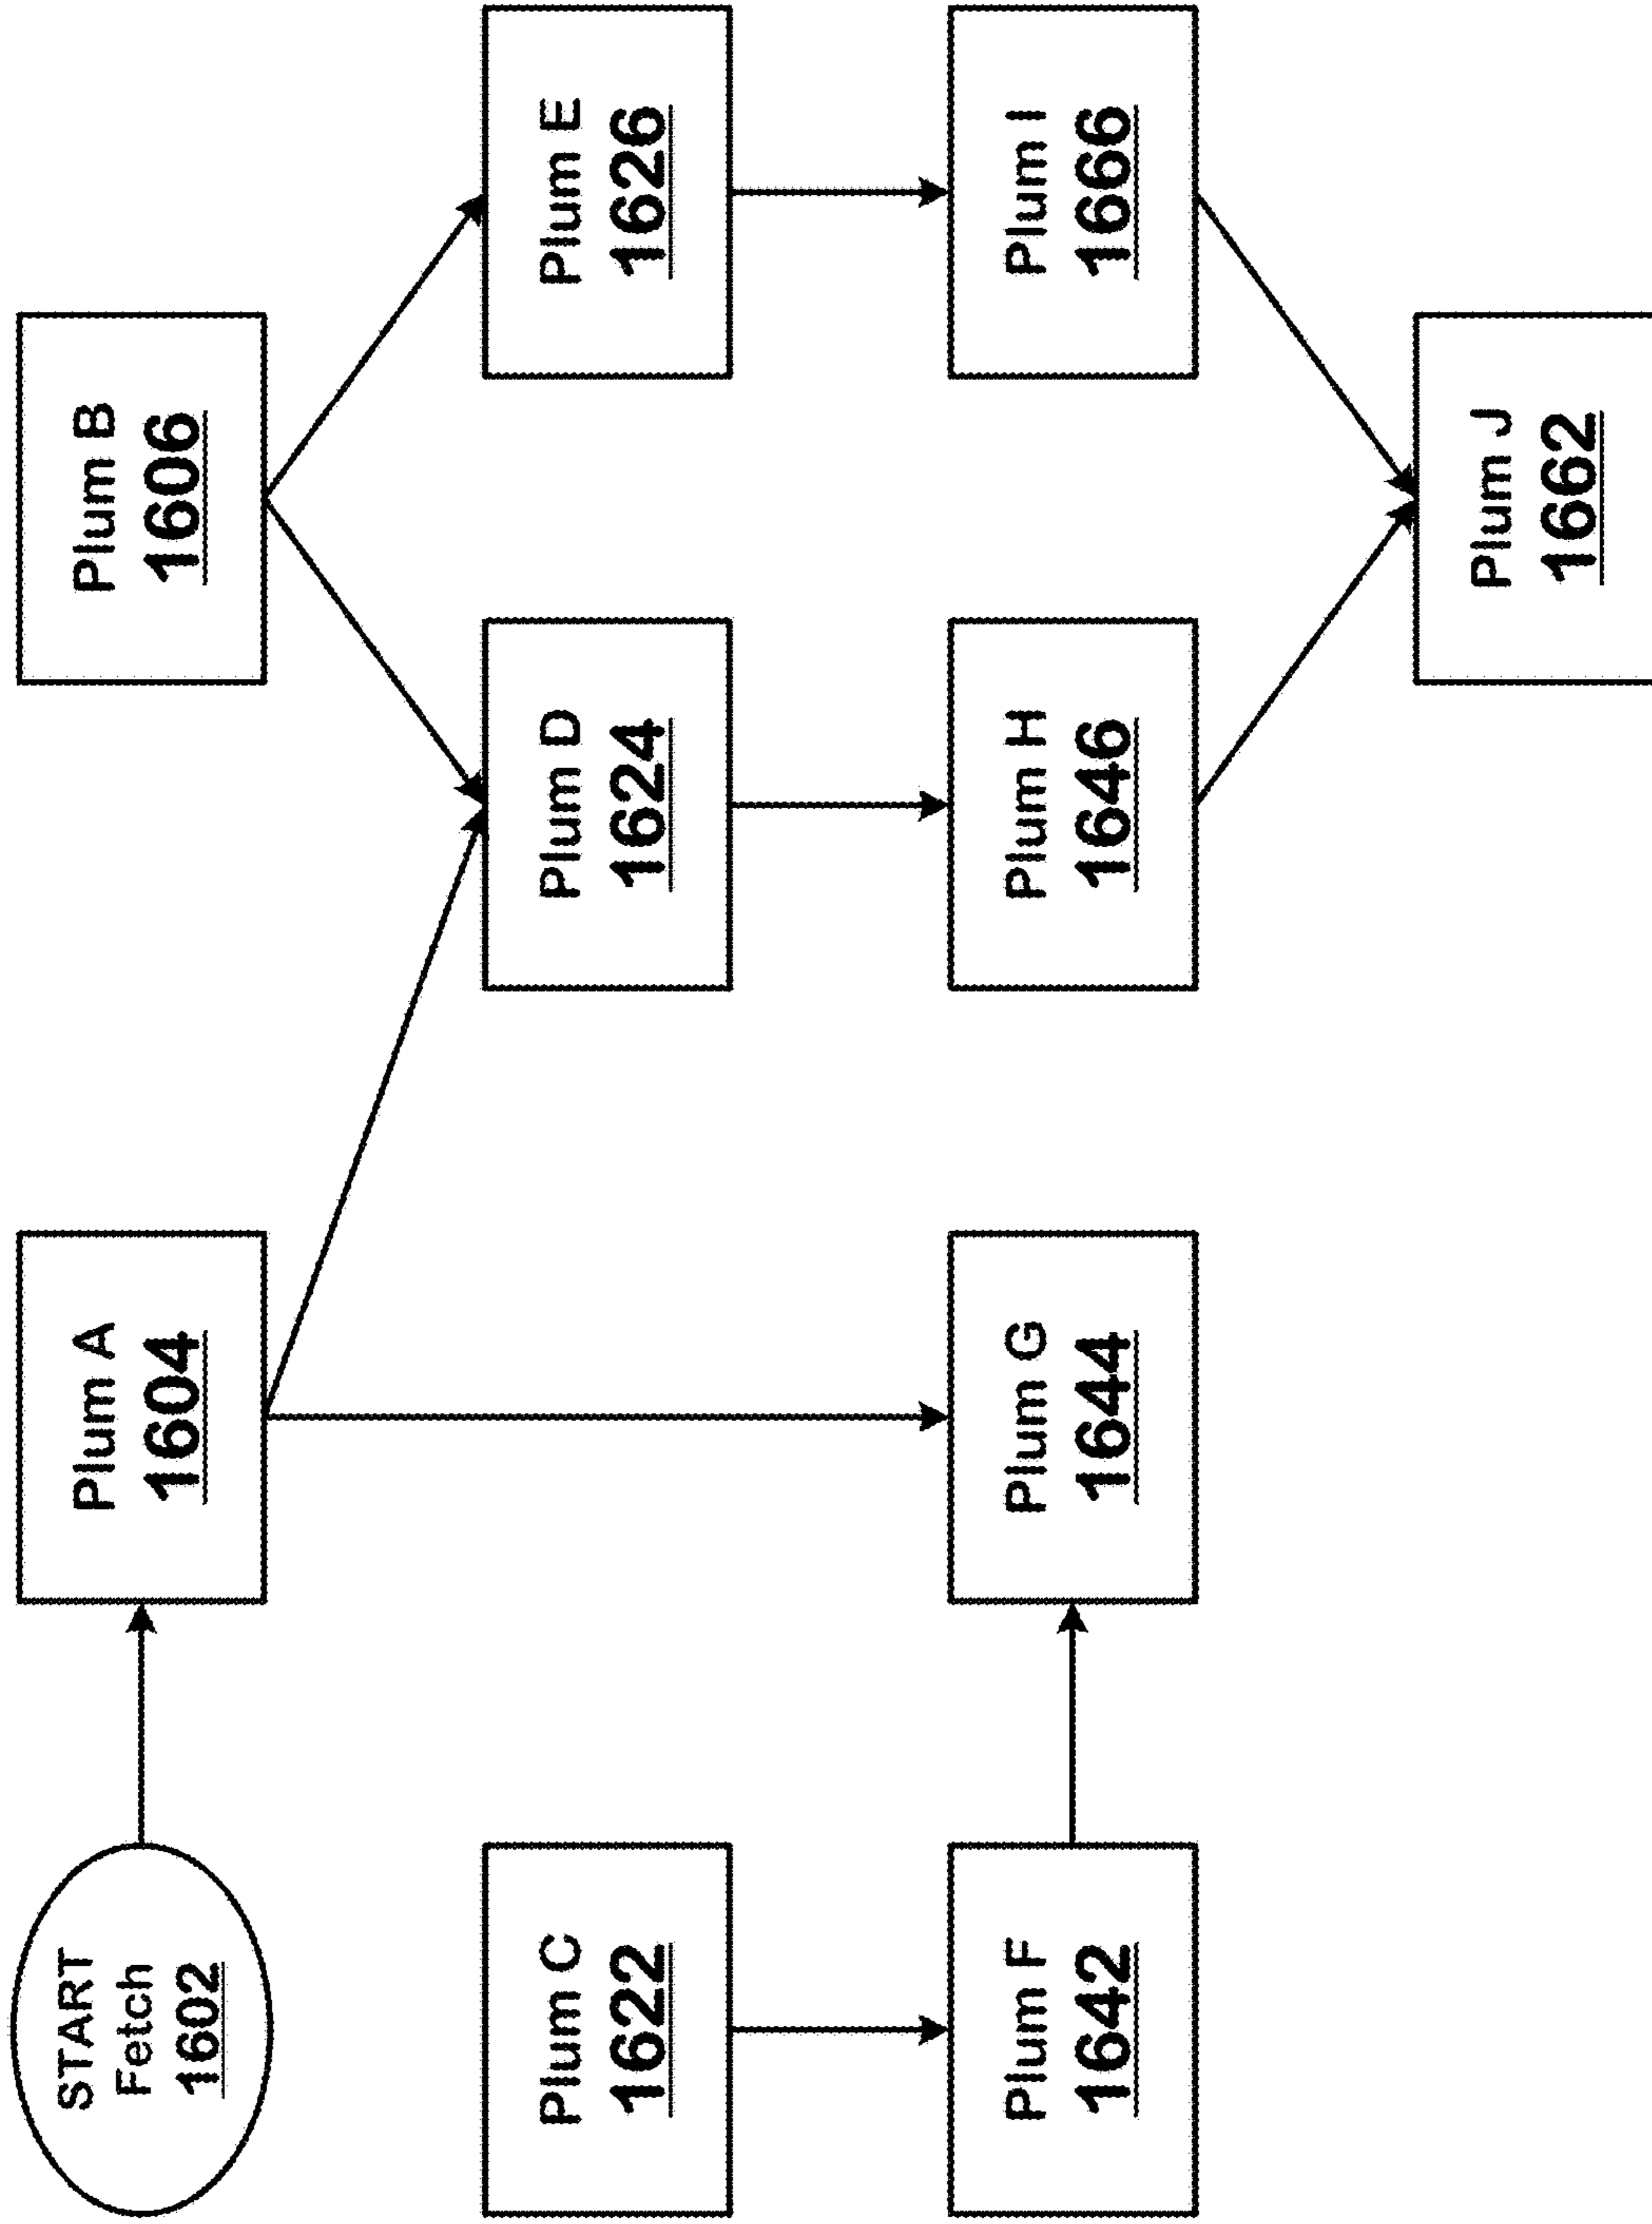 START
Fetch
1602
Plum A
1604
Plum B
1606
Plum C
1622
Plum D
1624
Plum E
1626
Plum F
1642
Plum G
1644
Plum H
1646
Plum I
1666
Plum J
1662